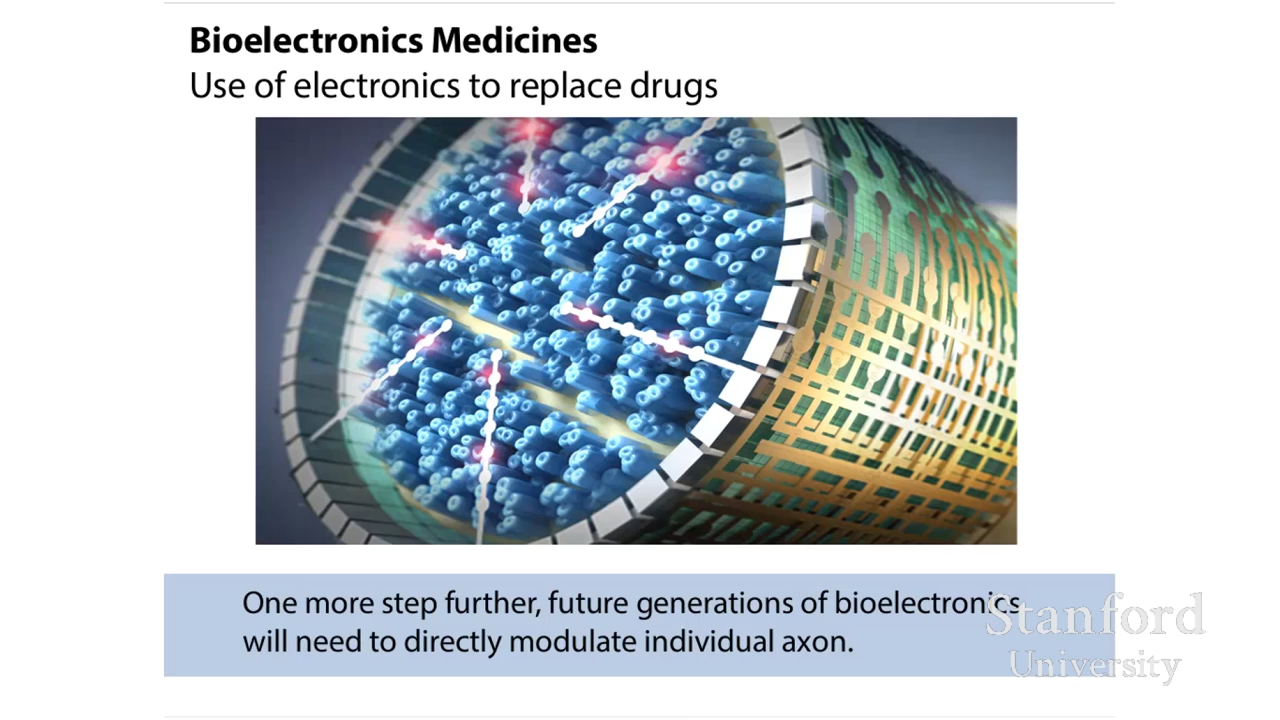 Bioelectronics Medicines
Use of electronics to replace drugs
One more step further, future generations of bioelectronics
will need to directly modulate individual axon.
Stanford
University